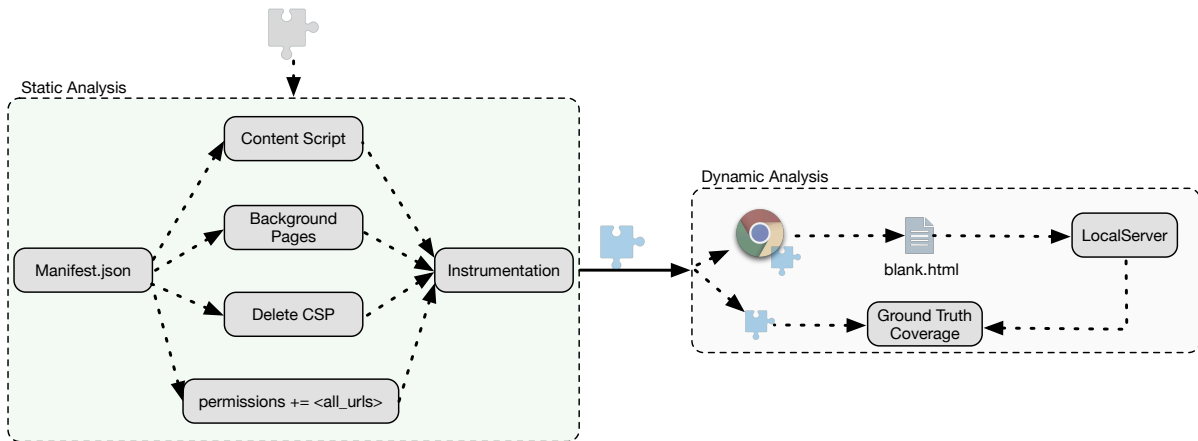 Static Analysis
Content Script
Background
Pages
Manifest.json
Instrumentation
Delete CSP
permissions += <all_urls>
Dynamic Analysis
blank.html
LocalServer
Ground Truth
Coverage